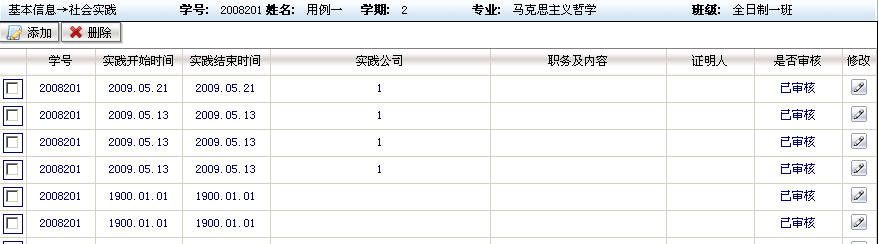 基本信息→社会实践 学号: 2008201 姓名: 用例一 学期: 2 专业: 马克思主义哲学 班级: 全日制一班
添加 删除
学号 实践开始时间 实践结束时间 实践公司 职务及内容 证明人 是否审核 修改
2008201 2009.05.21 2009.05.21 1 已审核
2008201 2009.05.13 2009.05.13 1 已审核
2008201 2009.05.13 2009.05.13 1 已审核
2008201 2009.05.13 2009.05.13 1 已审核
2008201 1900.01.01 1900.01.01 已审核
2008201 1900.01.01 1900.01.01 已审核